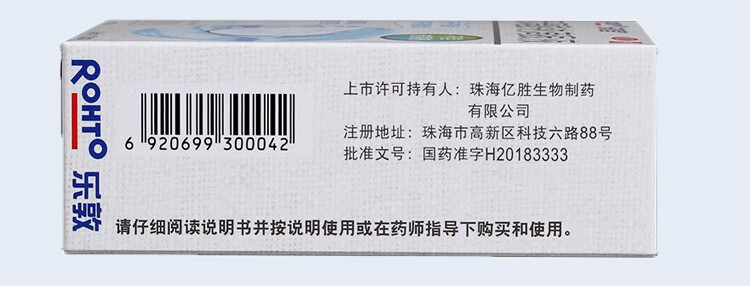 ROHTO 乐敦
6 920699 300042
上市许可持有人：珠海亿胜生物制药
有限公司
注册地址：珠海市高新区科技六路88号
批准文号：国药准字H20183333
请仔细阅读说明书并按说明使用或在药师指导下购买和使用。